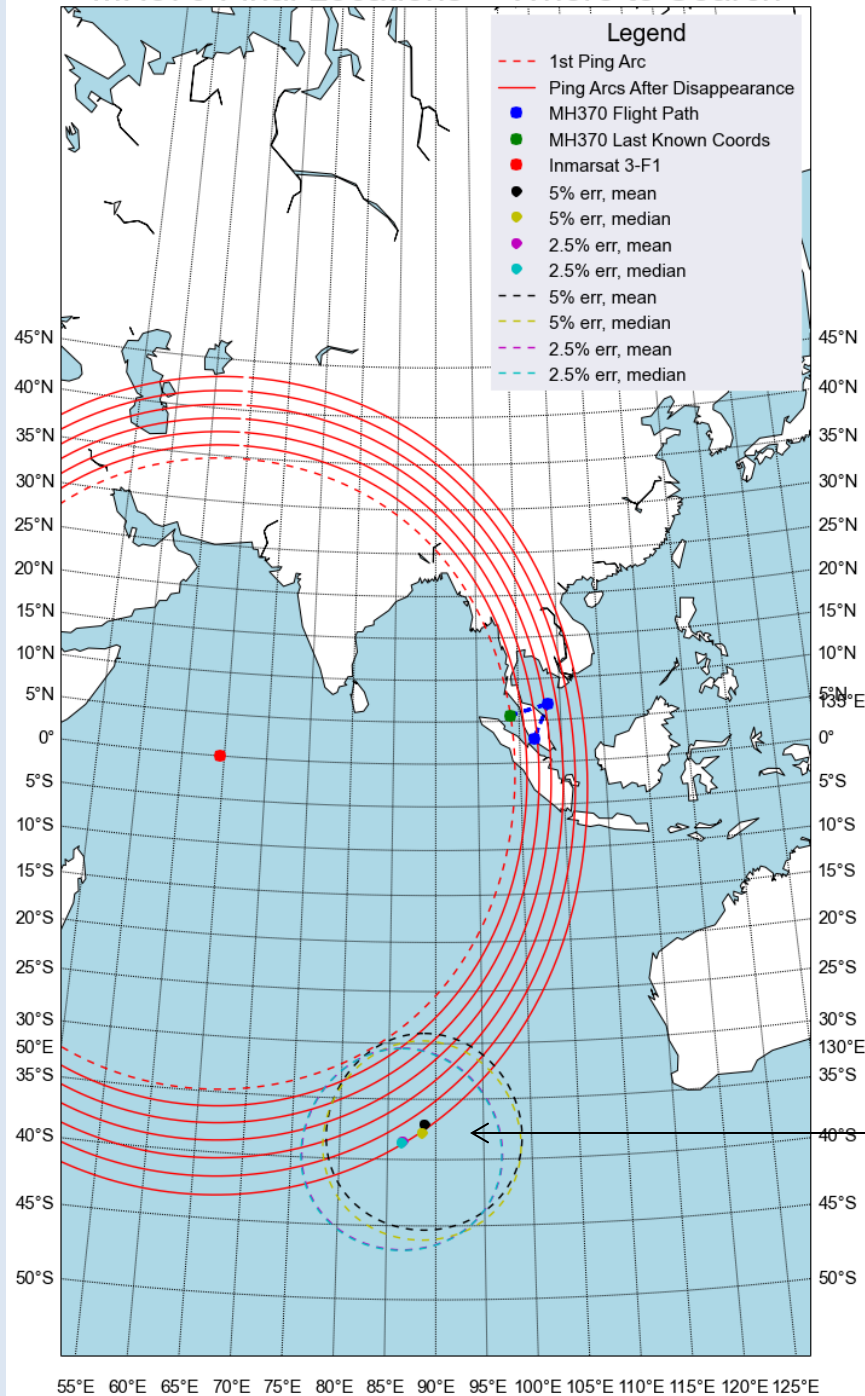 Legend
1st Ping Arc
Ping Arcs After Disappearance
MH370 Flight Path
MH370 Last Known Coords
Inmarsat 3-F1
5% err, mean
5% err, median
2.5% err, mean
2.5% err, median
5% err, mean
5% err, median
2.5% err, mean
2.5% err, median
45°N 45°N
40°N 40°N
35°N 35°N
30°N 30°N
25°N 25°N
20°N 20°N
15°N 15°N
10°N 10°N
5°N 5°N
135°E
0° 0°
5°S 5°S
10°S 10°S
15°S 15°S
20°S 20°S
25°S 25°S
30°S 30°S
50°E 130°E
35°S 35°S
40°S 40°S
45°S 45°S
50°S 50°S
55°E 60°E 65°E 70°E 75°E 80°E 85°E 90°E 95°E 100°E 105°E 110°E 115°E 120°E 125°E